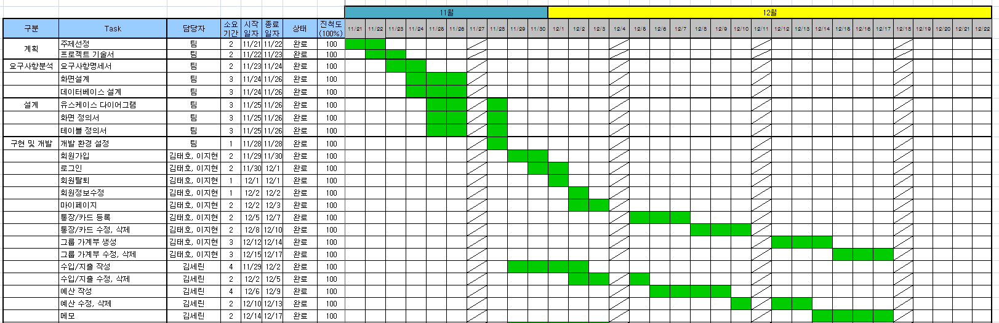 11월 12월
구분 Task 담당자 소요기간 시작일자 종료일자 상태 진척도(100%) 11/21 11/22 11/23 11/24 11/25 11/26 11/27 11/28 11/29 11/30 12/1 12/2 12/3 12/4 12/5 12/6 12/7 12/8 12/9 12/10 12/11 12/12 12/13 12/14 12/15 12/16 12/17 12/18 12/19 12/20 12/21 12/22
계획 주제선정 팀 2 11/21 11/22 완료 100
프로젝트 기술서 팀 2 11/22 11/23 완료 100
요구사항분석 요구사항명세서 팀 2 11/23 11/24 완료 100
화면설계 팀 3 11/24 11/26 완료 100
데이터베이스 설계 팀 3 11/24 11/26 완료 100
설계 유스케이스 다이어그램 팀 3 11/25 11/26 완료 100
화면 정의서 팀 3 11/25 11/26 완료 100
테이블 정의서 팀 3 11/25 11/26 완료 100
구현 및 개발 개발 환경 설정 팀 1 11/28 11/28 완료 100
회원가입 김태호, 이지현 2 11/29 11/30 완료 100
로그인 김태호, 이지현 2 11/30 12/1 완료 100
회원탈퇴 김태호, 이지현 1 12/1 12/1 완료 100
회원정보수정 김태호, 이지현 1 12/2 12/2 완료 100
마이페이지 김태호, 이지현 2 12/2 12/3 완료 100
통장/카드 등록 김태호, 이지현 2 12/5 12/7 완료 100
통장/카드 수정, 삭제 김태호, 이지현 2 12/8 12/10 완료 100
그룹 가계부 생성 김태호, 이지현 3 12/12 12/14 완료 100
그룹 가계부 수정, 삭제 김태호, 이지현 3 12/15 12/17 완료 100
수입/지출 작성 김세린 4 11/29 12/2 완료 100
수입/지출 수정, 삭제 김세린 2 12/2 12/5 완료 100
예산 작성 김세린 4 12/6 12/9 완료 100
예산 수정, 삭제 김세린 2 12/10 12/13 완료 100
메모 김세린 2 12/14 12/17 완료 100